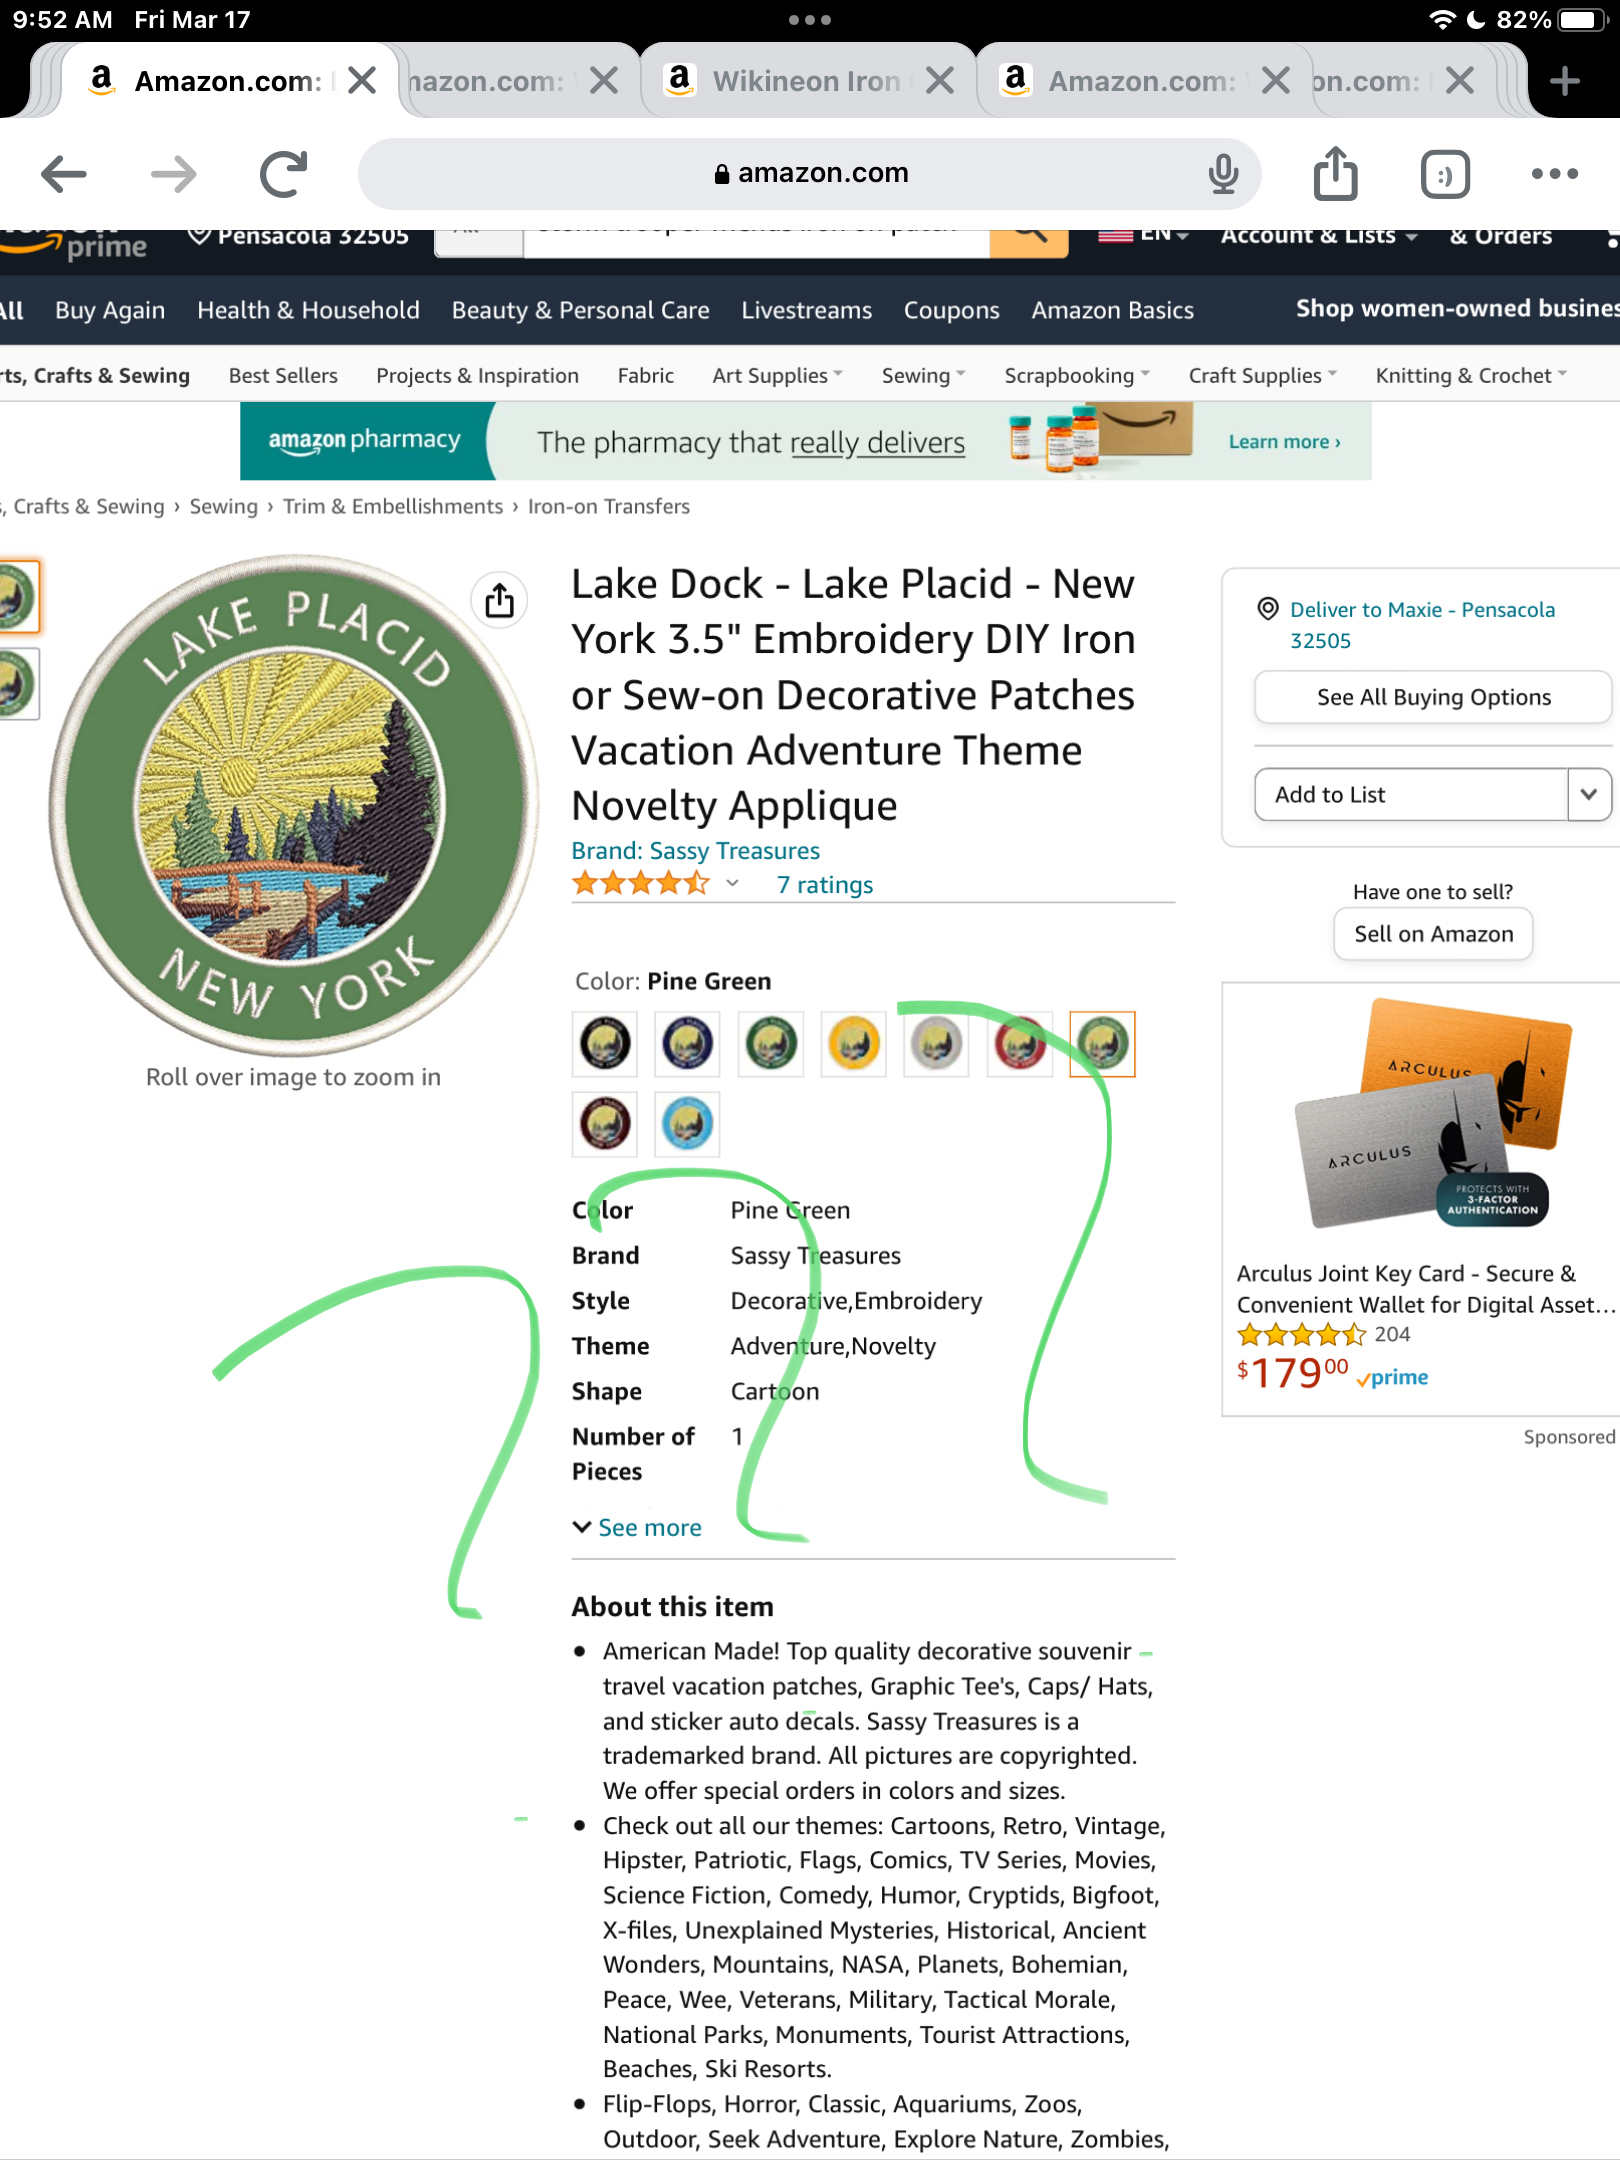 9:52 AM Fri Mar 17
82%
Amazon.com:
nazon.com:
Wikineon Iron
Amazon.com:
on.com:
amazon.com
prime
Pensacola 32505
EN
Account & Lists
& Orders
All Buy Again Health & Household Beauty & Personal Care Livestreams Coupons Amazon Basics Shop women-owned busines
rts, Crafts & Sewing Best Sellers Projects & Inspiration Fabric Art Supplies Sewing Scrapbooking Craft Supplies Knitting & Crochet
amazon pharmacy The pharmacy that really delivers Learn more ›
, Crafts & Sewing › Sewing › Trim & Embellishments › Iron-on Transfers
LAKE PLACID
NEW YORK
Roll over image to zoom in
Lake Dock - Lake Placid - New
York 3.5" Embroidery DIY Iron
or Sew-on Decorative Patches
Vacation Adventure Theme
Novelty Applique
Brand: Sassy Treasures
7 ratings
Color: Pine Green
Color Pine Green
Brand Sassy Treasures
Style Decorative,Embroidery
Theme Adventure,Novelty
Shape Cartoon
Number of 1
Pieces
See more
About this item
• American Made! Top quality decorative souvenir
travel vacation patches, Graphic Tee's, Caps/ Hats,
and sticker auto decals. Sassy Treasures is a
trademarked brand. All pictures are copyrighted.
We offer special orders in colors and sizes.
• Check out all our themes: Cartoons, Retro, Vintage,
Hipster, Patriotic, Flags, Comics, TV Series, Movies,
Science Fiction, Comedy, Humor, Cryptids, Bigfoot,
X-files, Unexplained Mysteries, Historical, Ancient
Wonders, Mountains, NASA, Planets, Bohemian,
Peace, Wee, Veterans, Military, Tactical Morale,
National Parks, Monuments, Tourist Attractions,
Beaches, Ski Resorts.
• Flip-Flops, Horror, Classic, Aquariums, Zoos,
Outdoor, Seek Adventure, Explore Nature, Zombies,
Deliver to Maxie - Pensacola
32505
See All Buying Options
Add to List
Have one to sell?
Sell on Amazon
ARCULUS
ARCULUS
PROTECTS WITH
3-FACTOR
AUTHENTICATION
Arculus Joint Key Card - Secure &
Convenient Wallet for Digital Asset...
204
$179 00 prime
Sponsored